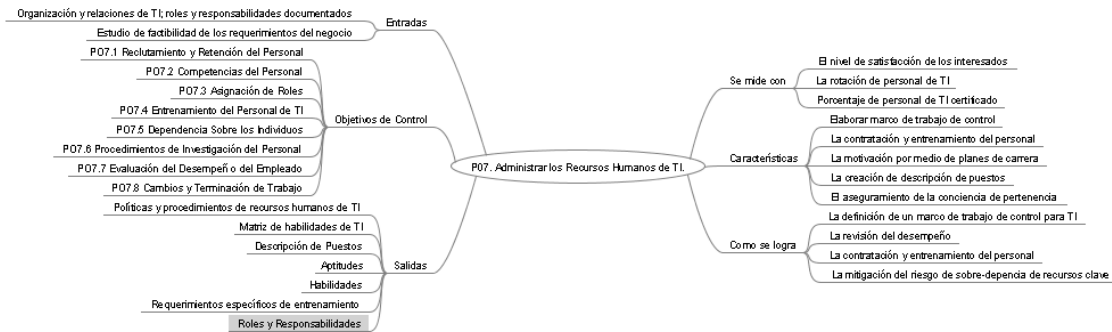 Organización y relaciones de TI; roles y responsabilidades documentados
Estudio de factibilidad de los requerimientos del negocio
Entradas
PO7.1 Reclutamiento y Retención del Personal
PO7.2 Competencias del Personal
PO7.3 Asignación de Roles
PO7.4 Entrenamiento del Personal de TI
PO7.5 Dependencia Sobre los Individuos
PO7.6 Procedimientos de Investigación del Personal
PO7.7 Evaluación del Desempeño del Empleado
PO7.8 Cambios y Terminación de Trabajo
Objetivos de Control
Políticas y procedimientos de recursos humanos de TI
Matriz de habilidades de TI
Descripción de Puestos
Aptitudes
Habilidades
Requerimientos específicos de entrenamiento
Roles y Responsabilidades
Salidas
P07. Administrar los Recursos Humanos de TI.
Se mide con
El nivel de satisfacción de los interesados
La rotación de personal de TI
Porcentaje de personal de TI certificado
Características
Elaborar marco de trabajo de control
La contratación y entrenamiento del personal
La motivación por medio de planes de carrera
La creación de descripción de puestos
El aseguramiento de la conciencia de pertenencia
Como se logra
La definición de un marco de trabajo de control para TI
La revisión del desempeño
La contratación y entrenamiento del personal
La mitigación del riesgo de sobre-depencia de recursos clave